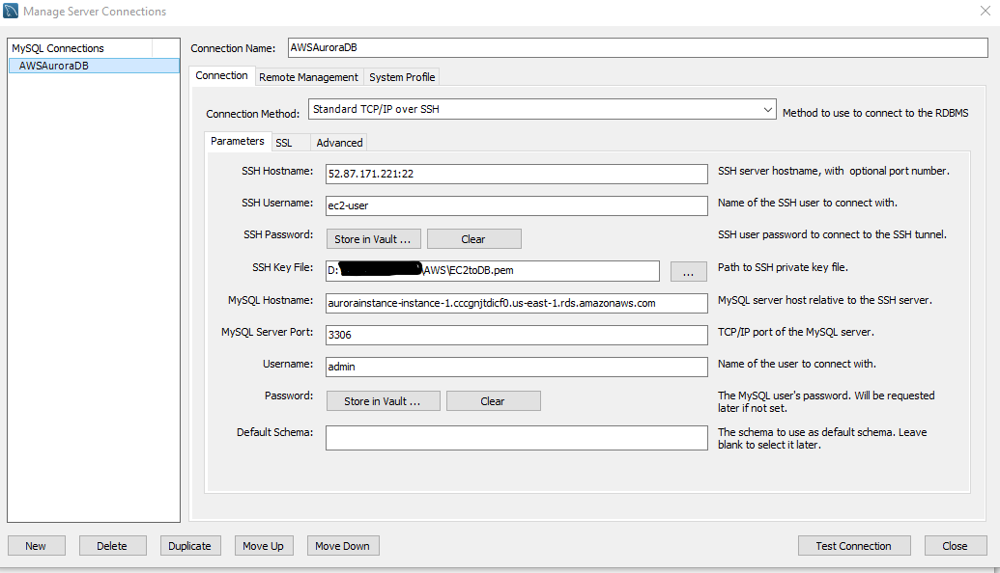 Manage Server Connections
MySQL Connections
AWSAuroraDB
Connection Name: AWSAuroraDB
Connection Remote Management System Profile
Connection Method: Standard TCP/IP over SSH Method to use to connect to the RDBMS
Parameters SSL Advanced
SSH Hostname: 52.87.171.221:22 SSH server hostname, with optional port number.
SSH Username: ec2-user Name of the SSH user to connect with.
SSH Password: Store in Vault ... Clear SSH user password to connect to the SSH tunnel.
SSH Key File: D:\AWS\EC2toDB.pem ... Path to SSH private key file.
MySQL Hostname: aurorainstance-instance-1.cccgnjtdicf0.us-east-1.rds.amazonaws.com MySQL server host relative to the SSH server.
MySQL Server Port: 3306 TCP/IP port of the MySQL server.
Username: admin Name of the user to connect with.
Password: Store in Vault ... Clear The MySQL user's password. Will be requested
later if not set.
Default Schema: The schema to use as default schema. Leave
blank to select it later.
New Delete Duplicate Move Up Move Down Test Connection Close